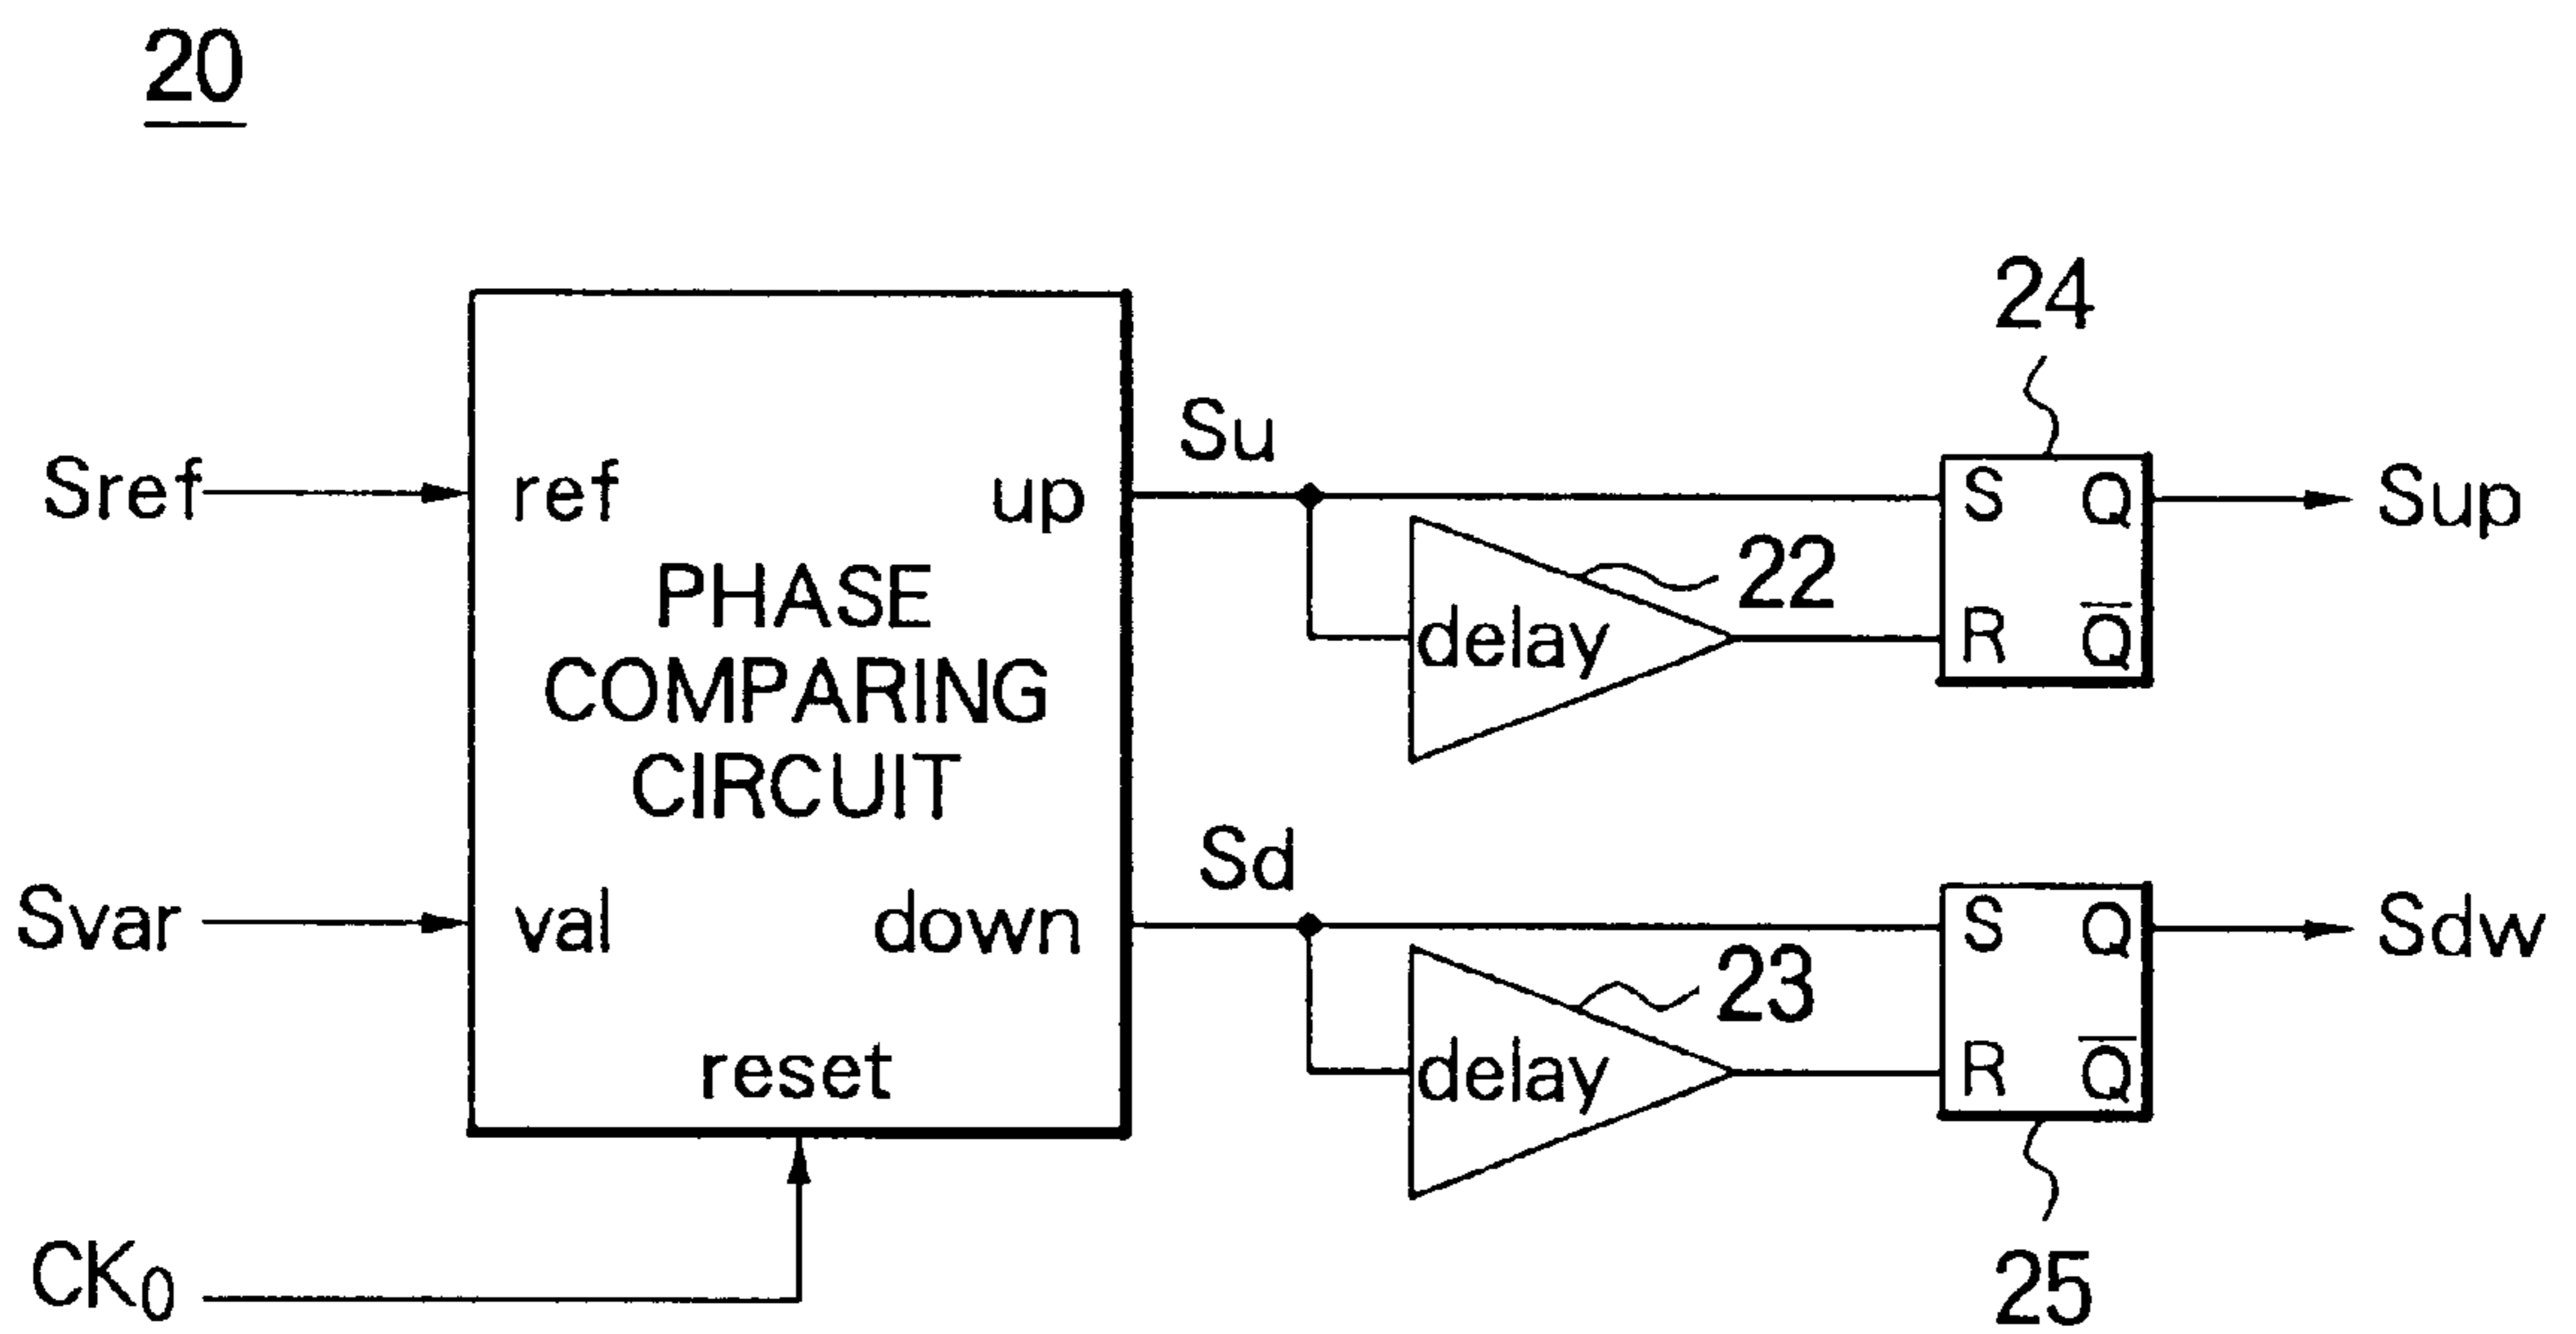 20
24
Su
Sref
ref
up
S
Q
Sup
22
PHASE
COMPARING
CIRCUIT
delay
R
Q̅
Sd
Svar
val
down
S
Q
Sdw
23
reset
delay
R
Q̅
CK₀
25